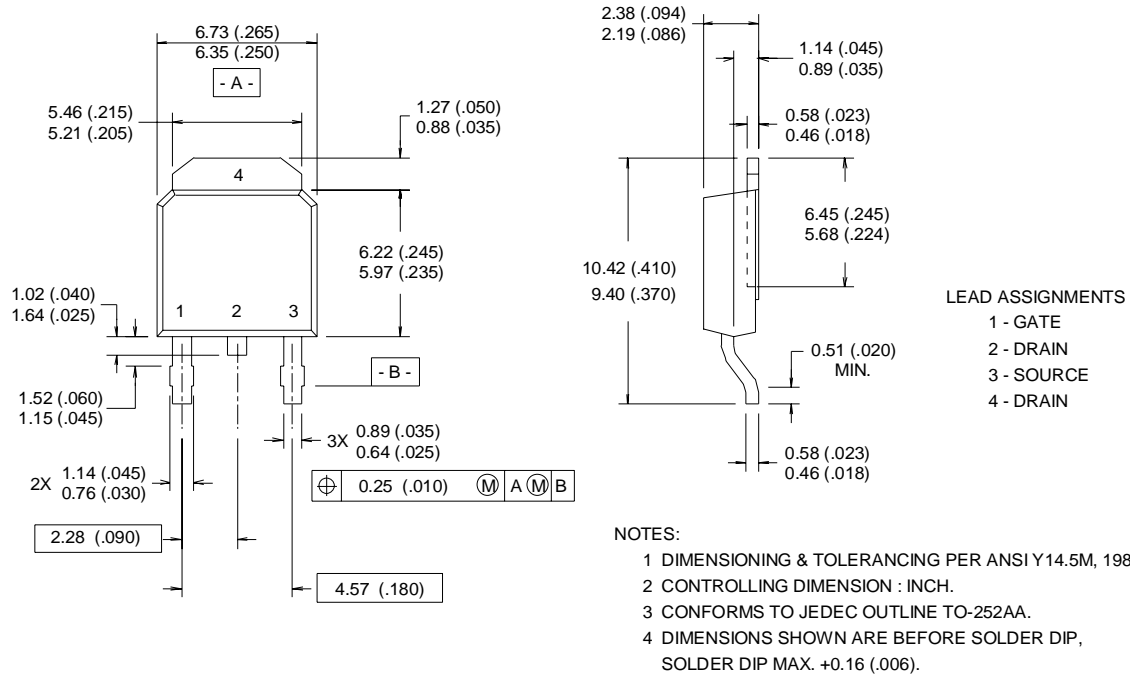 6.73 (.265)
6.35 (.250)
- A -
5.46 (.215)
5.21 (.205)
1.27 (.050)
0.88 (.035)
4
6.22 (.245)
5.97 (.235)
1.02 (.040)
1.64 (.025)
1 2 3
- B -
1.52 (.060)
1.15 (.045)
3X 0.89 (.035)
0.64 (.025)
2X 1.14 (.045)
0.76 (.030)
⌖ 0.25 (.010) Ⓜ A Ⓜ B
2.28 (.090)
4.57 (.180)
2.38 (.094)
2.19 (.086)
1.14 (.045)
0.89 (.035)
0.58 (.023)
0.46 (.018)
6.45 (.245)
5.68 (.224)
10.42 (.410)
9.40 (.370)
0.51 (.020)
MIN.
0.58 (.023)
0.46 (.018)
LEAD ASSIGNMENTS
1 - GATE
2 - DRAIN
3 - SOURCE
4 - DRAIN
NOTES:
1 DIMENSIONING & TOLERANCING PER ANSI Y14.5M, 198
2 CONTROLLING DIMENSION : INCH.
3 CONFORMS TO JEDEC OUTLINE TO-252AA.
4 DIMENSIONS SHOWN ARE BEFORE SOLDER DIP,
SOLDER DIP MAX. +0.16 (.006).